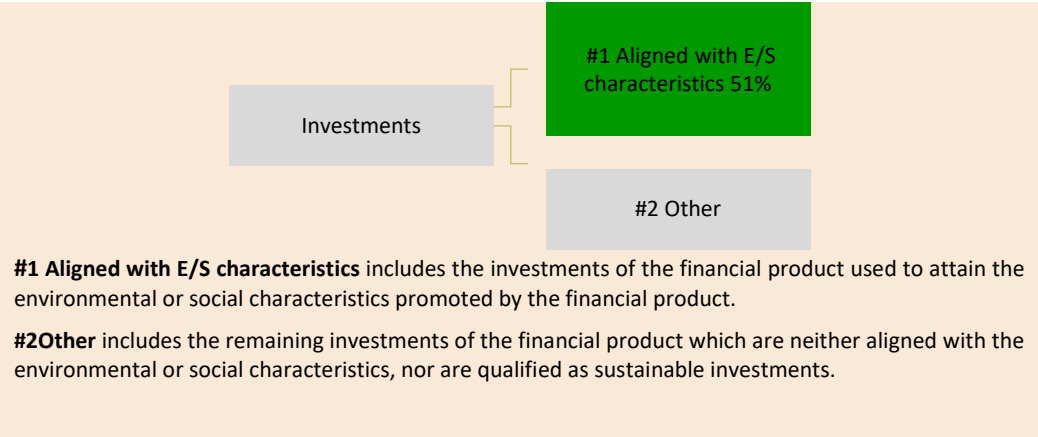 #1 Aligned with E/S
characteristics 51%
Investments
#2 Other
#1 Aligned with E/S characteristics includes the investments of the financial product used to attain the
environmental or social characteristics promoted by the financial product.
#2Other includes the remaining investments of the financial product which are neither aligned with the
environmental or social characteristics, nor are qualified as sustainable investments.